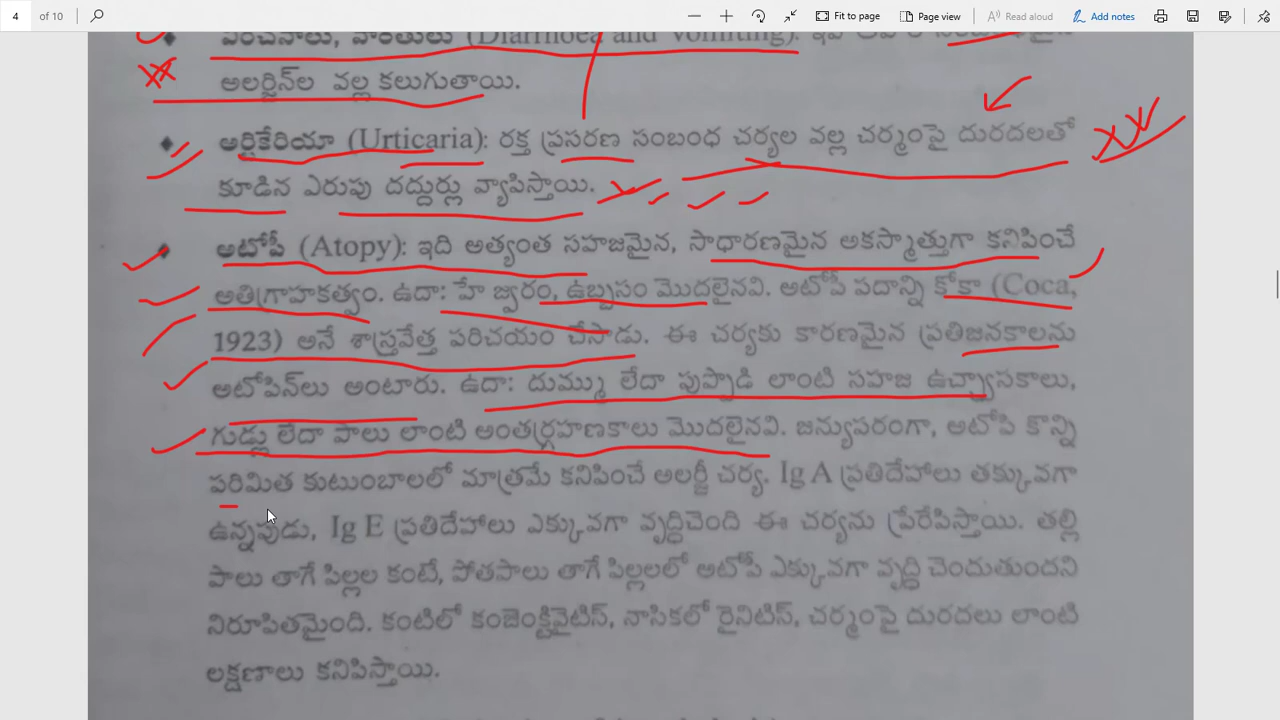 4 of 10 Fit to page Page view Read aloud Add notes
విరేచనాలు, వాంతులు (Diarrhoea and Vomiting): ఇవి
అలర్జిన్‌ల వల్ల కలుగుతాయి.
అర్టికేరియా (Urticaria): రక్త ప్రసరణ సంబంధ చర్యల వల్ల చర్మంపై దురదలతో
కూడిన ఎరుపు దద్దుర్లు వ్యాపిస్తాయి.
అటోపీ (Atopy): ఇది అత్యంత సహజమైన, సాధారణమైన అకస్మాత్తుగా కనిపించే
అతిగ్రాహకత్వం. ఉదా: హే జ్వరం, ఉబ్బసం మొదలైనవి. అటోపీ పదాన్ని కోకా (Coca,
1923) అనే శాస్త్రవేత్త పరిచయం చేసాడు. ఈ చర్యకు కారణమైన ప్రతిజనకాలను
అటోపిన్‌లు అంటారు. ఉదా: దుమ్ము లేదా పుప్పొడి లాంటి సహజ ఉచ్ఛ్వాసకాలు,
గుడ్లు లేదా పాలు లాంటి అంతర్గ్రహణకాలు మొదలైనవి. జన్యుపరంగా, అటోపి కొన్ని
పరిమిత కుటుంబాలలో మాత్రమే కనిపించే అలర్జీ చర్య. Ig A ప్రతిదేహాలు తక్కువగా
ఉన్నపుడు, Ig E ప్రతిదేహాలు ఎక్కువగా వృద్ధిచెంది ఈ చర్యను ప్రేరేపిస్తాయి. తల్లి
పాలు తాగే పిల్లల కంటే, పోతపాలు తాగే పిల్లలలో అటోపీ ఎక్కువగా వృద్ధి చెందుతుందని
నిరూపితమైంది. కంటిలో కంజెంక్టివైటిస్, నాసికలో రైనిటిస్, చర్మంపై దురదలు లాంటి
లక్షణాలు కనిపిస్తాయి.